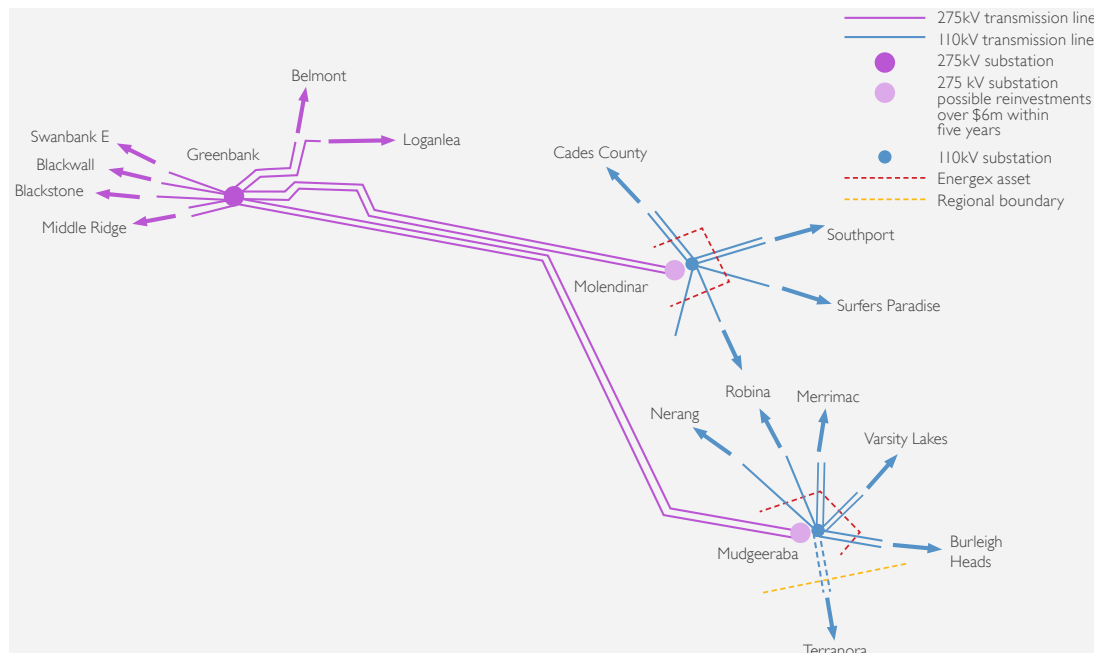 275kV transmission line
110kV transmission line
275kV substation
275 kV substation
possible reinvestments
over $6m within
five years
110kV substation
Energex asset
Regional boundary
Belmont
Loganlea
Swanbank E
Greenbank
Blackwall
Blackstone
Middle Ridge
Cades County
Southport
Molendinar
Surfers Paradise
Robina
Merrimac
Nerang
Varsity Lakes
Mudgeeraba
Burleigh
Heads
Terranora